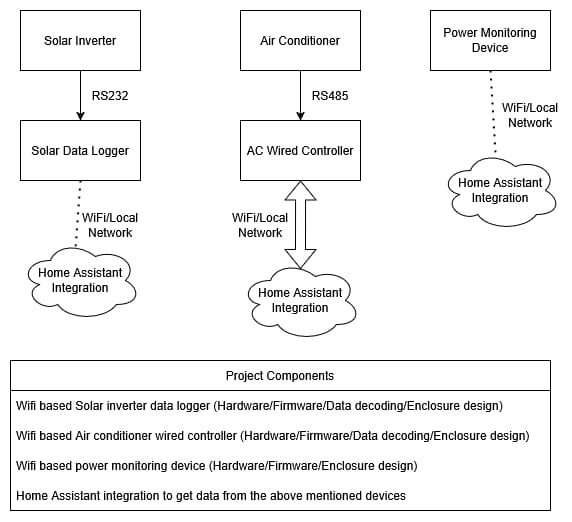 Solar Inverter
Air Conditioner
Power Monitoring
Device
RS232
RS485
WiFi/Local
Network
Solar Data Logger
AC Wired Controller
Home Assistant
Integration
WiFi/Local
Network
WiFi/Local
Network
Home Assistant
Integration
Home Assistant
Integration
Project Components
Wifi based Solar inverter data logger (Hardware/Firmware/Data decoding/Enclosure design)
Wifi based Air conditioner wired controller (Hardware/Firmware/Data decoding/Enclosure design)
Wifi based power monitoring device (Hardware/Firmware/Enclosure design)
Home Assistant integration to get data from the above mentioned devices